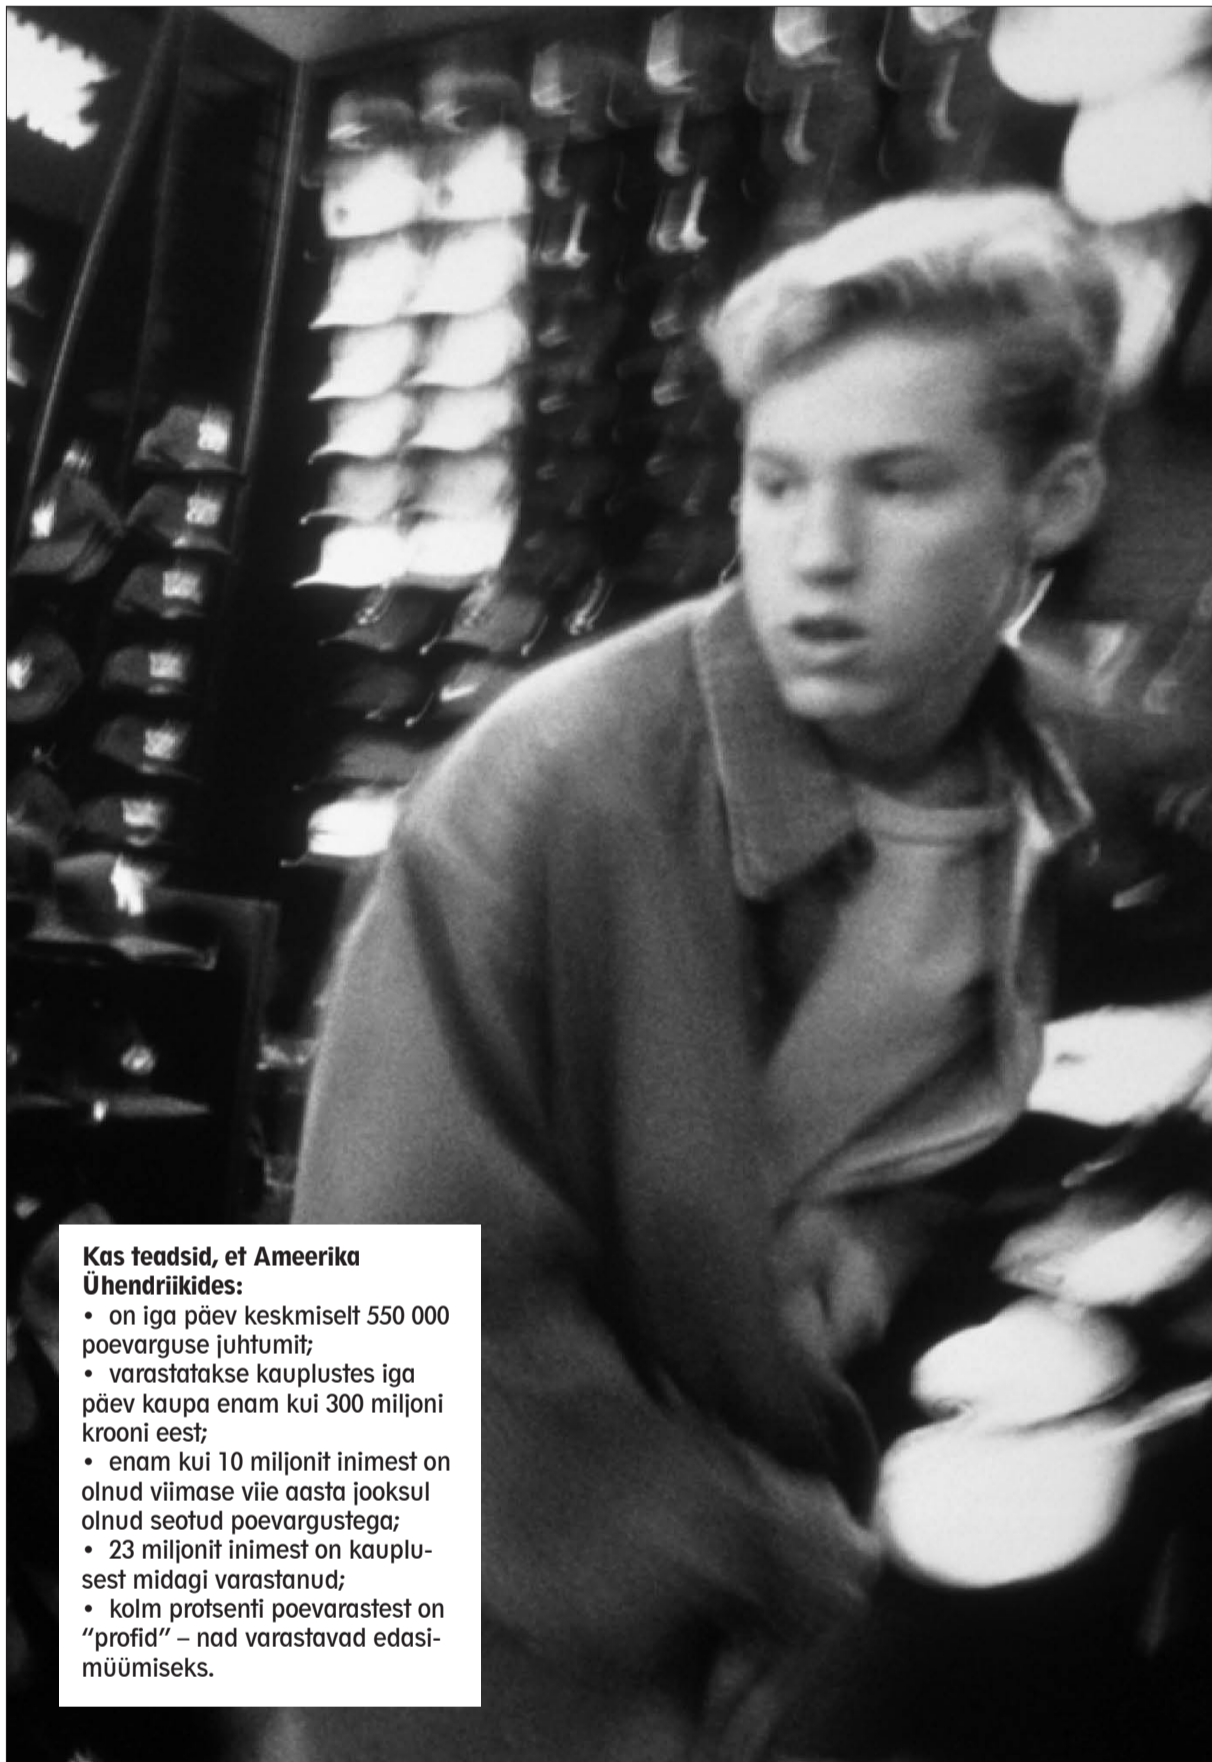 Kas teadsid, et Ameerika
Ühendriikides:
• on iga päev keskmiselt 550 000
poevarguse juhtumit;
• varastatakse kauplustes iga
päev kaupa enam kui 300 miljoni
krooni eest;
• enam kui 10 miljonit inimest on
olnud viimase viie aasta jooksul
olnud seotud poevargustega;
• 23 miljonit inimest on kauplu-
sest midagi varastanud;
• kolm protsenti poevarastest on
“profid” – nad varastavad edasi-
müümiseks.